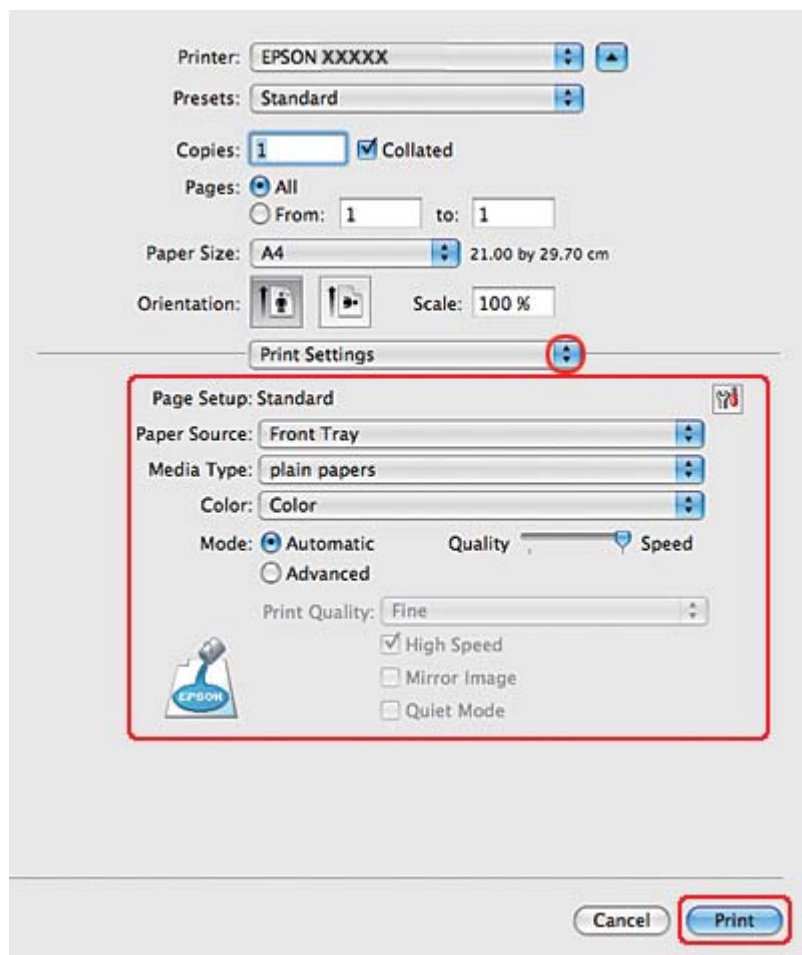 Printer: EPSON XXXXX
Presets: Standard
Copies: 1 Collated
Pages: All
From: 1 to: 1
Paper Size: A4 21.00 by 29.70 cm
Orientation: Scale: 100 %
Print Settings
Page Setup: Standard
Paper Source: Front Tray
Media Type: plain papers
Color: Color
Mode: Automatic Quality Speed
Advanced
Print Quality: Fine
High Speed
Mirror Image
EPSON
Quiet Mode
Cancel Print